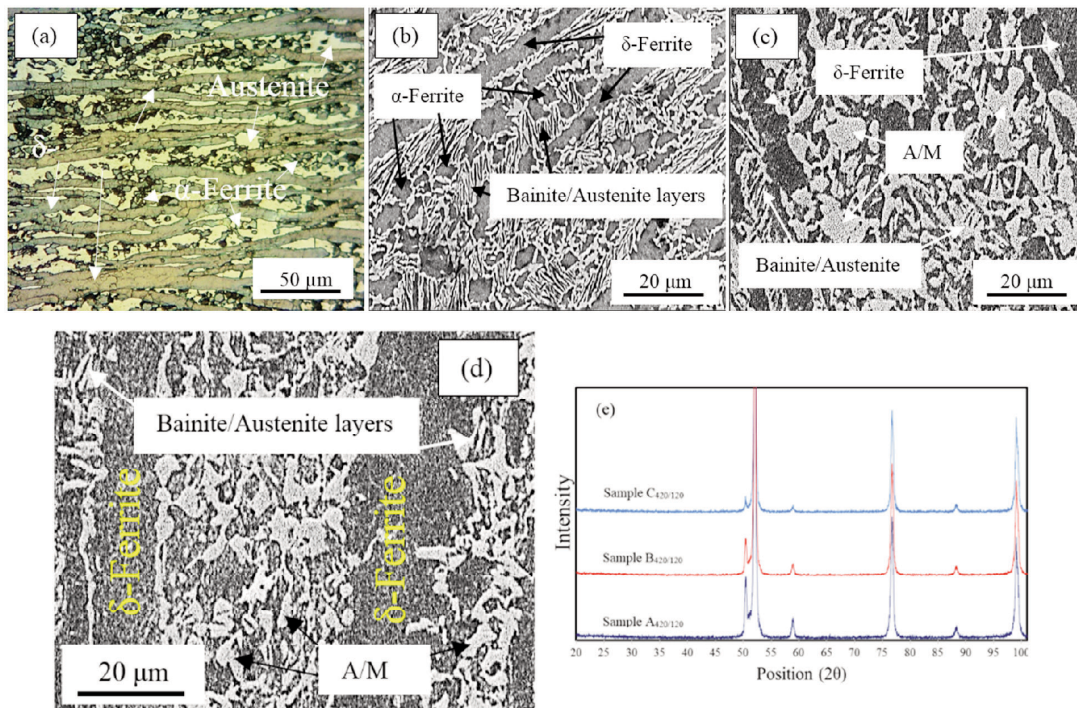 (a)
Austenite
δ-
α-Ferrite
50 μm
(b)
δ-Ferrite
α-Ferrite
Bainite/Austenite layers
20 μm
(c)
δ-Ferrite
A/M
Bainite/Austenite
20 μm
(d)
Bainite/Austenite layers
δ-Ferrite
δ-Ferrite
A/M
20 μm
(e)
Intensity
Sample C420/120
Sample B420/120
Sample A420/120
20 25 30 35 40 45 50 55 60 65 70 75 80 85 90 95 100
Position (2θ)